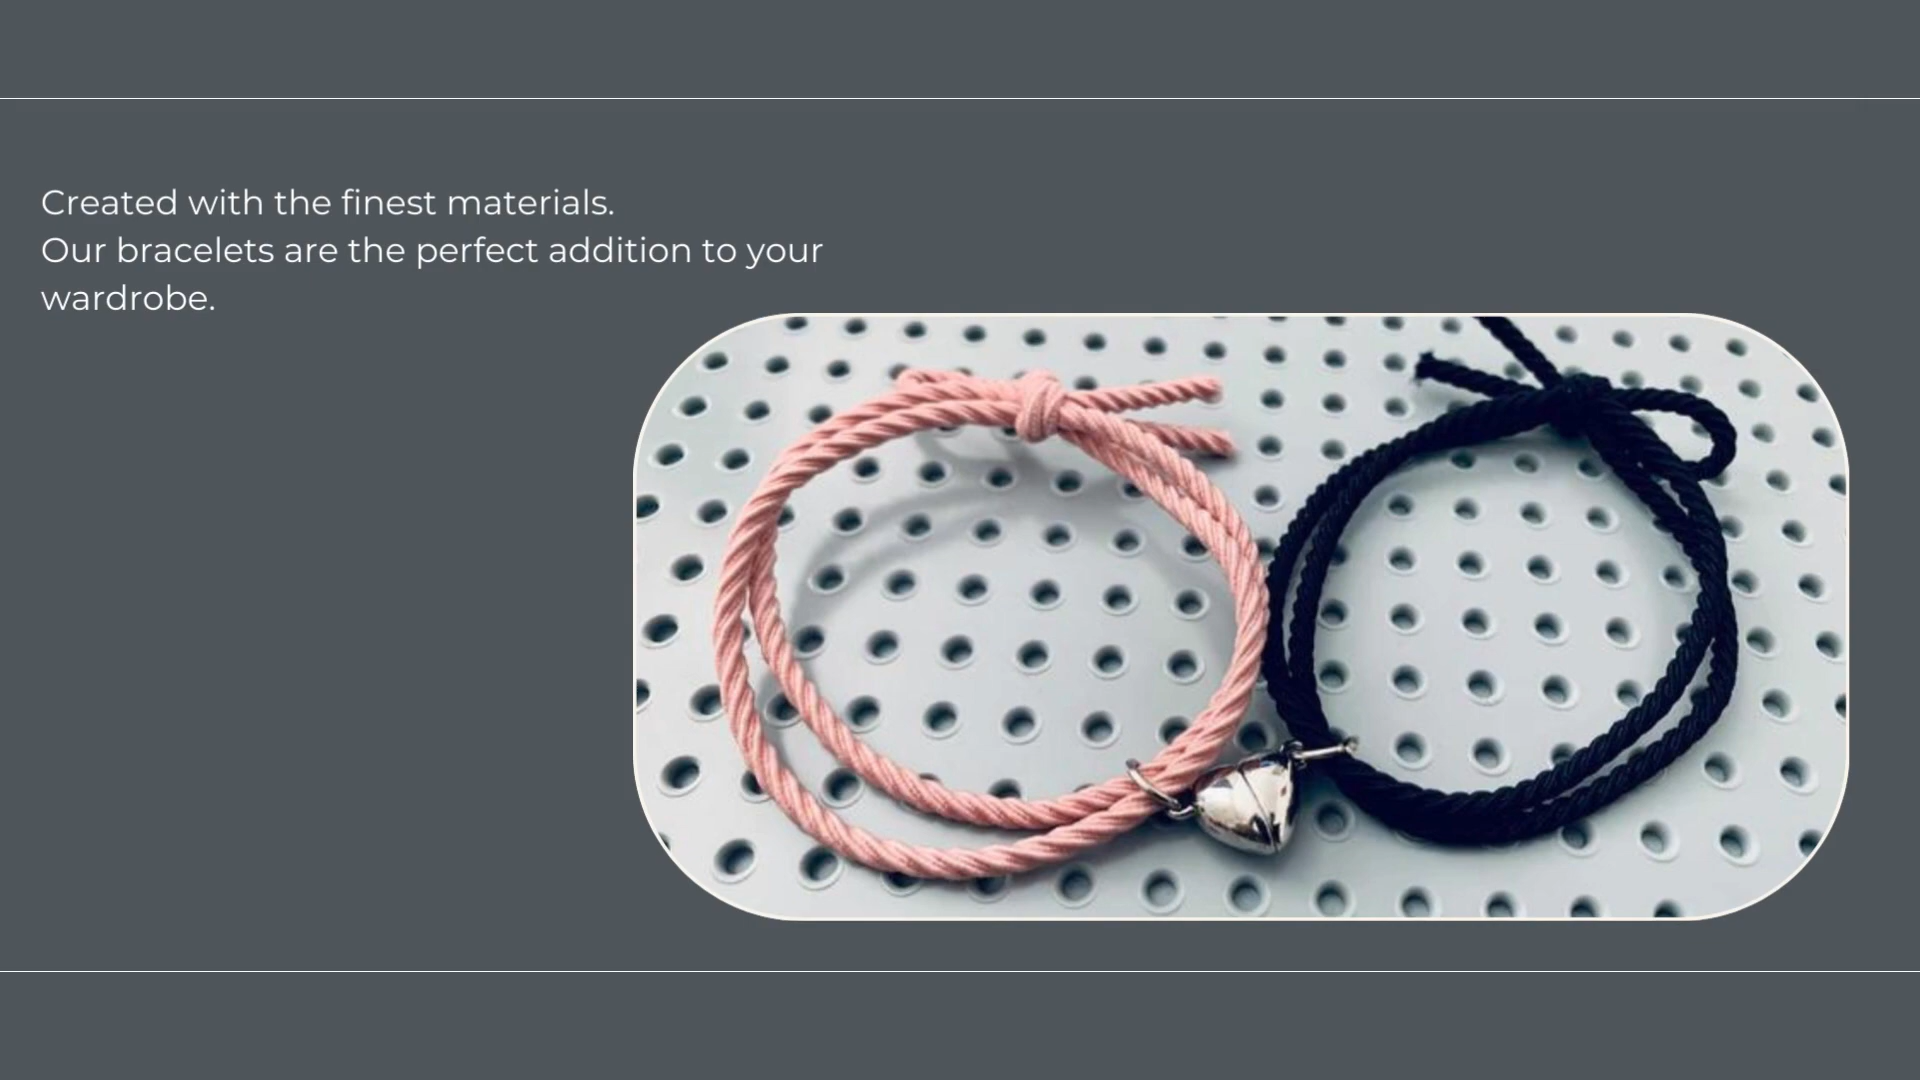 Created with the finest materials.
Our bracelets are the perfect addition to your
wardrobe.